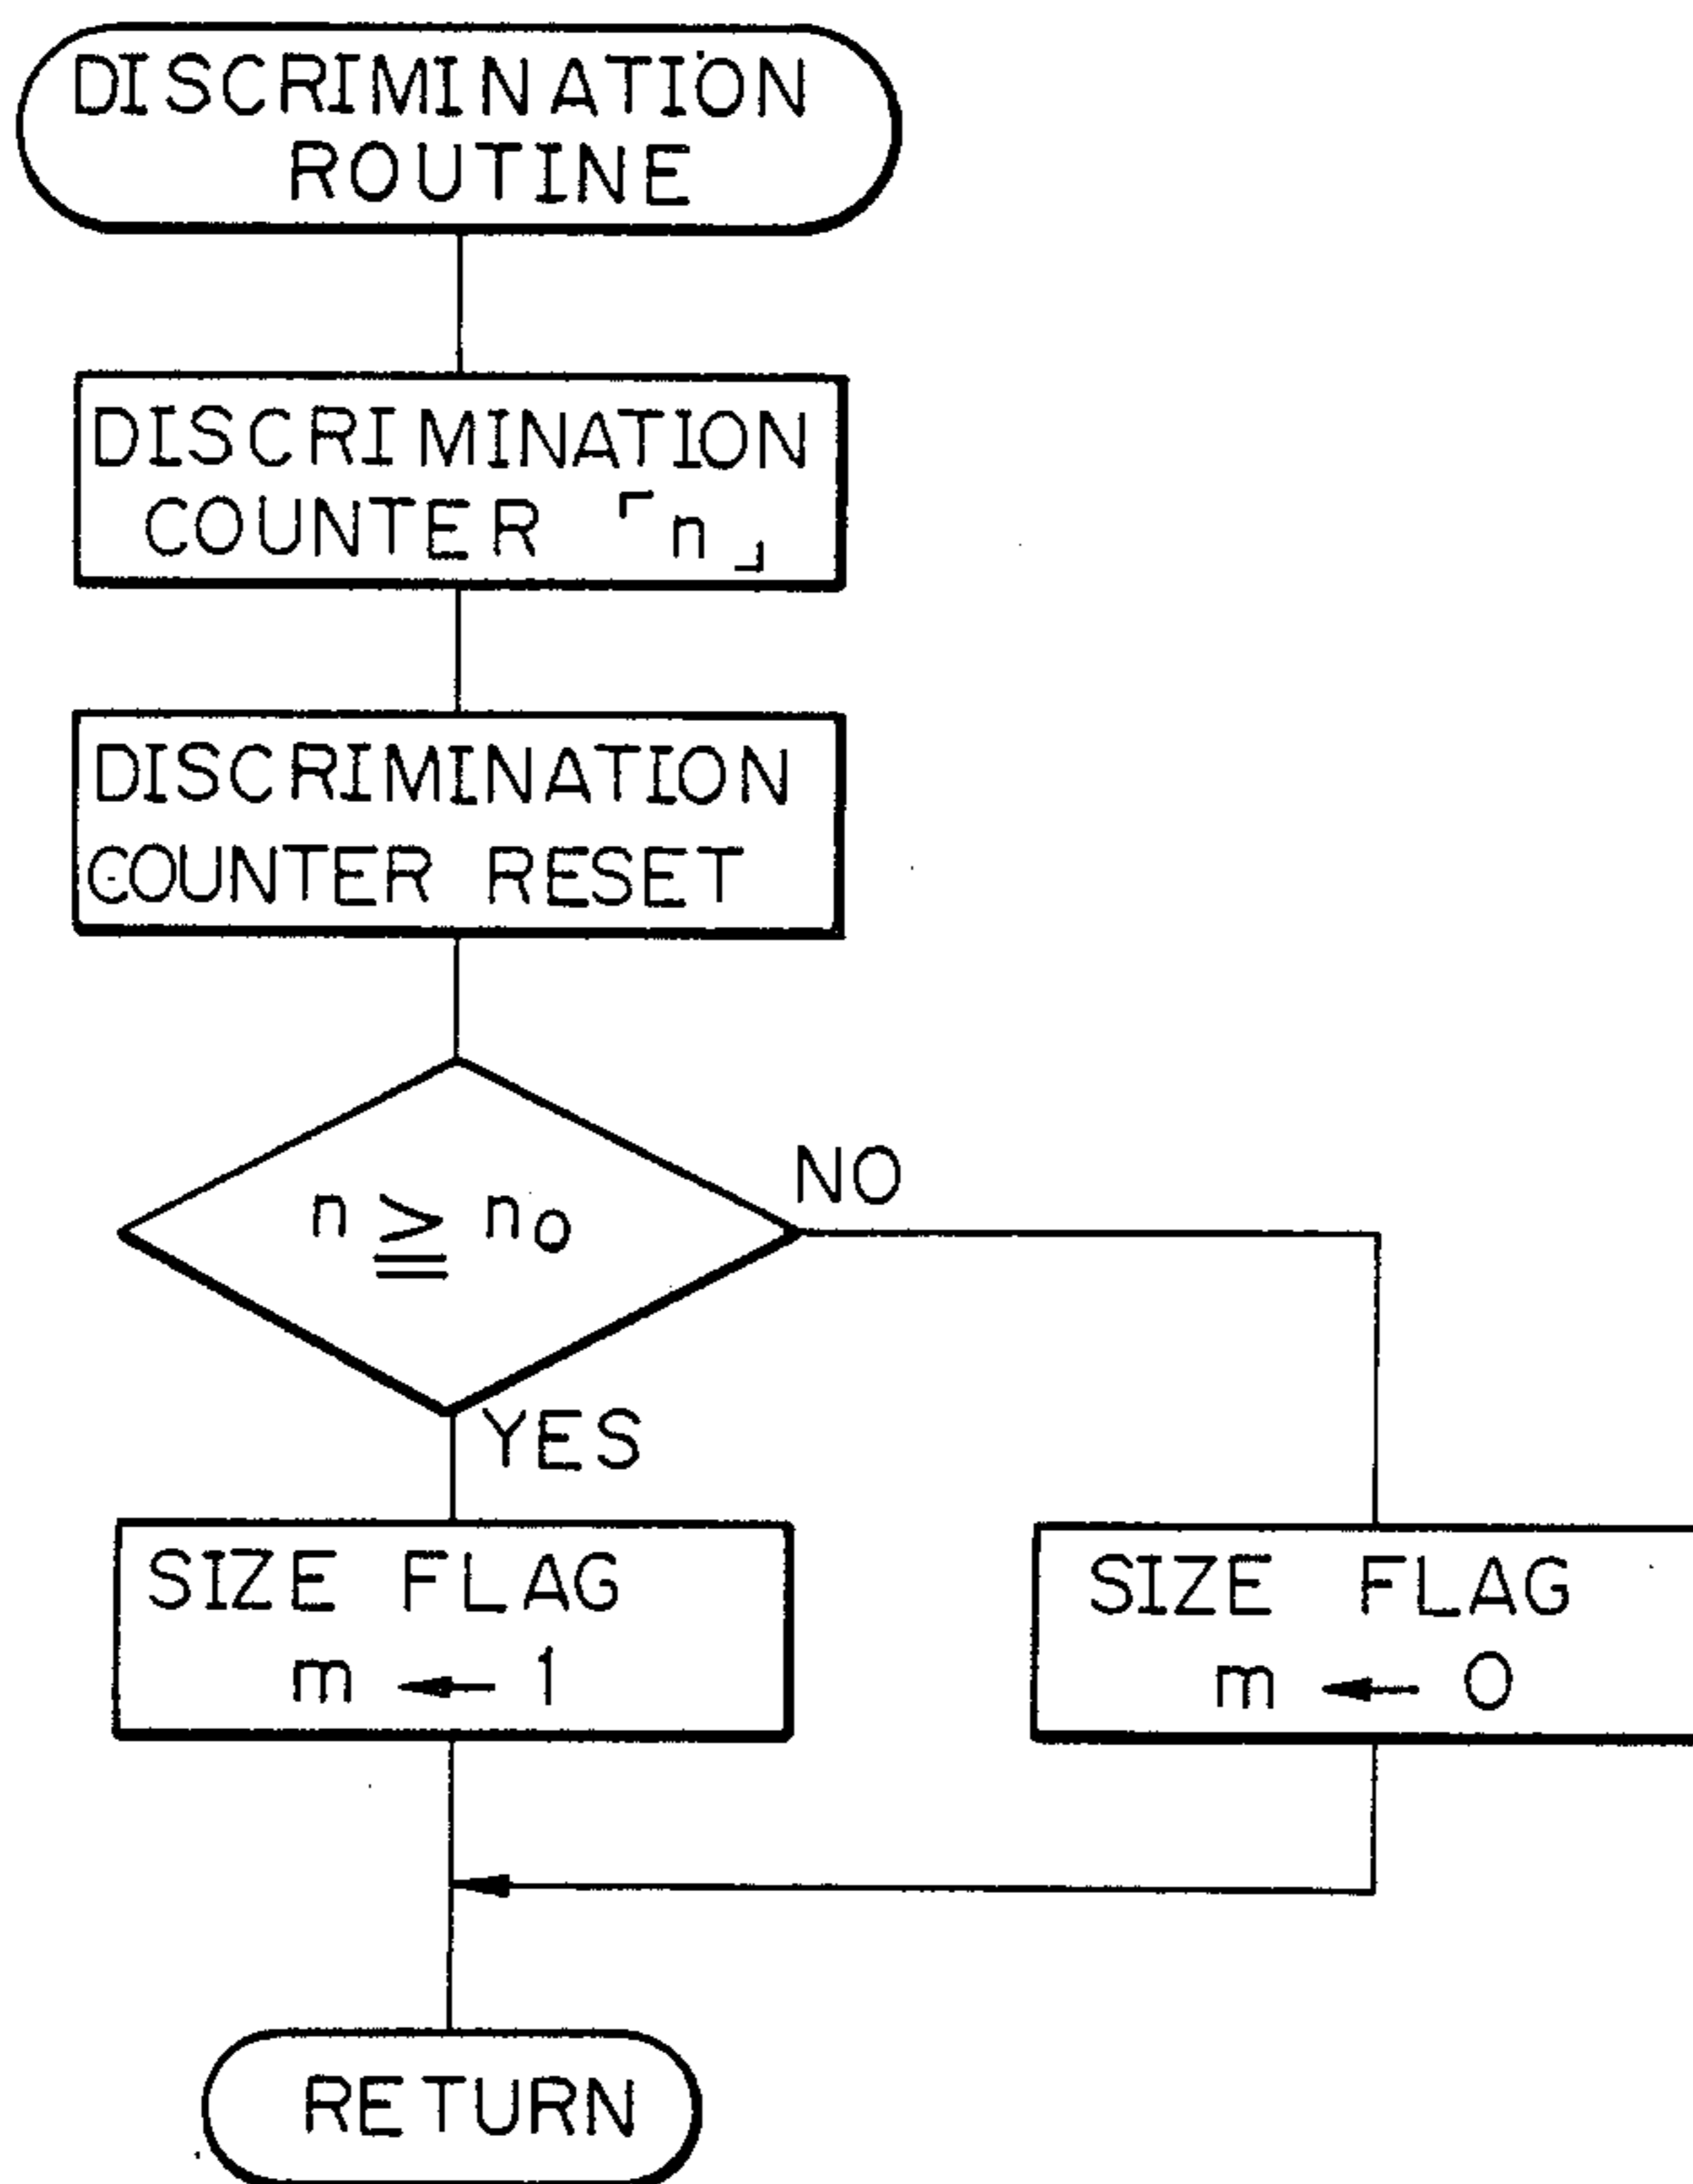 DISCRIMINATION
ROUTINE
DISCRIMINATION
COUNTER 「n」
DISCRIMINATION
COUNTER RESET
n ≧ n₀
NO
YES
SIZE FLAG
m ← 1
SIZE FLAG
m ← 0
RETURN